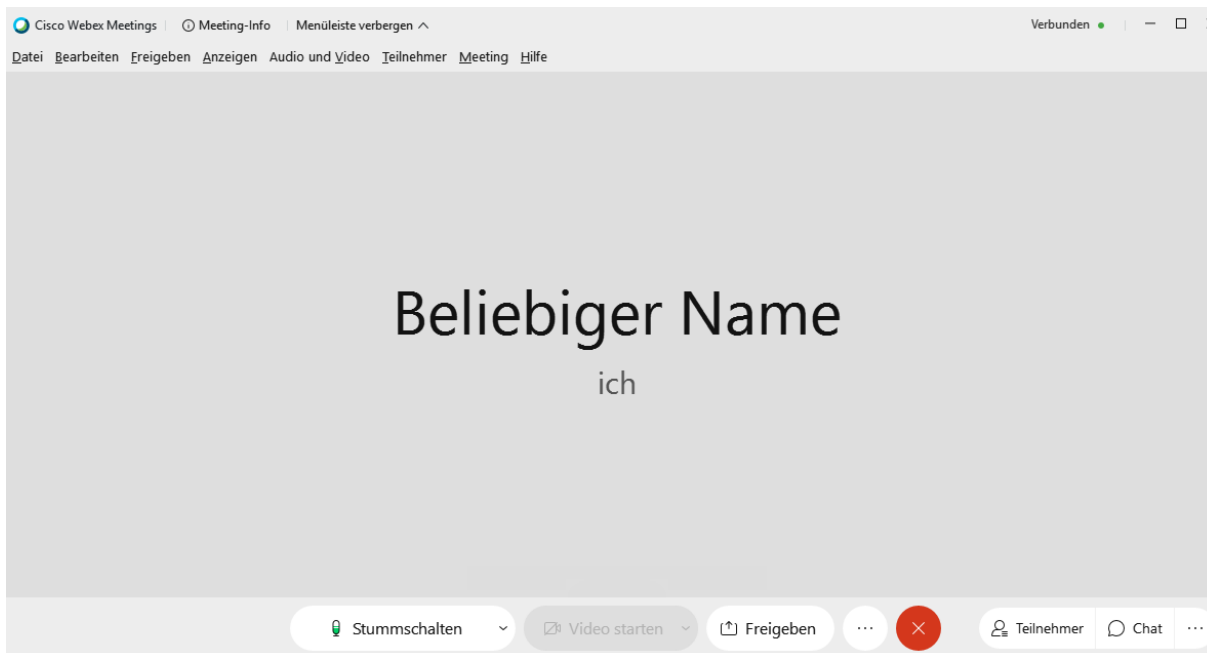 Cisco Webex Meetings Meeting-Info Menüleiste verbergen Verbunden
Datei Bearbeiten Freigeben Anzeigen Audio und Video Teilnehmer Meeting Hilfe
Beliebiger Name
ich
Stummschalten Video starten Freigeben ... Teilnehmer Chat ...